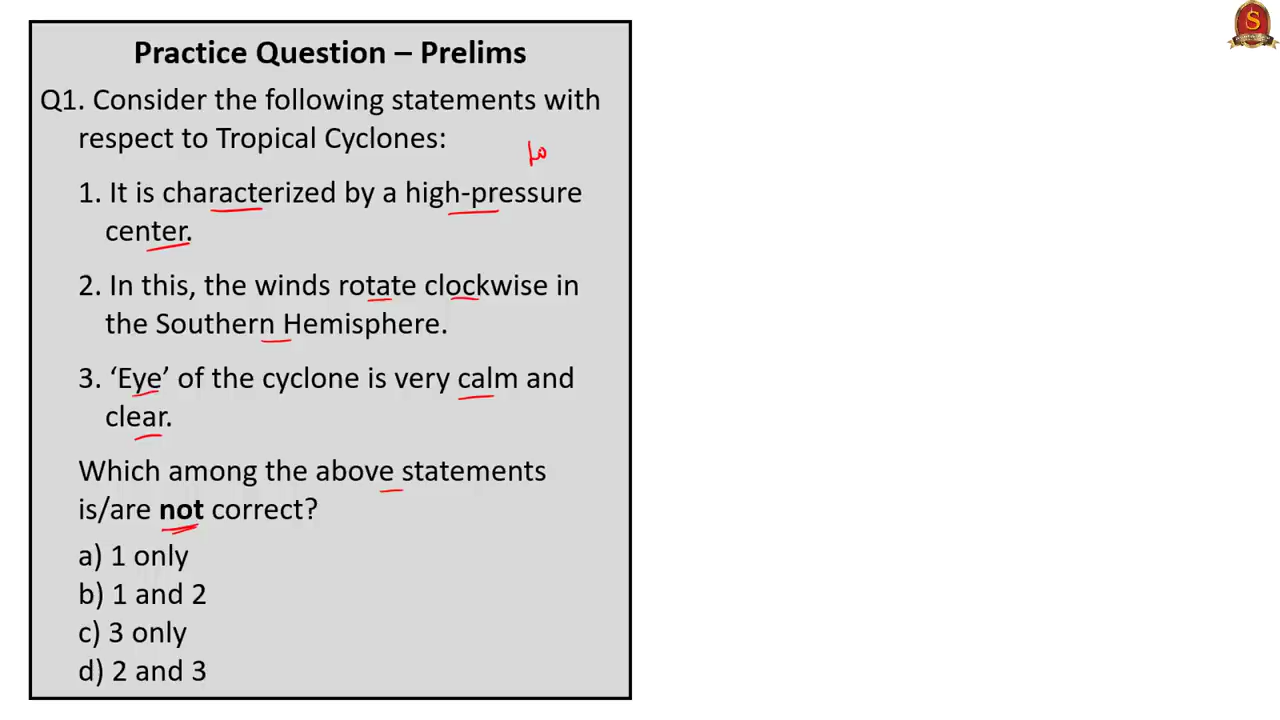 Practice Question – Prelims
Q1. Consider the following statements with
respect to Tropical Cyclones:
1. It is characterized by a high-pressure
center.
2. In this, the winds rotate clockwise in
the Southern Hemisphere.
3. ‘Eye’ of the cyclone is very calm and
clear.
Which among the above statements
is/are not correct?
a) 1 only
b) 1 and 2
c) 3 only
d) 2 and 3
S